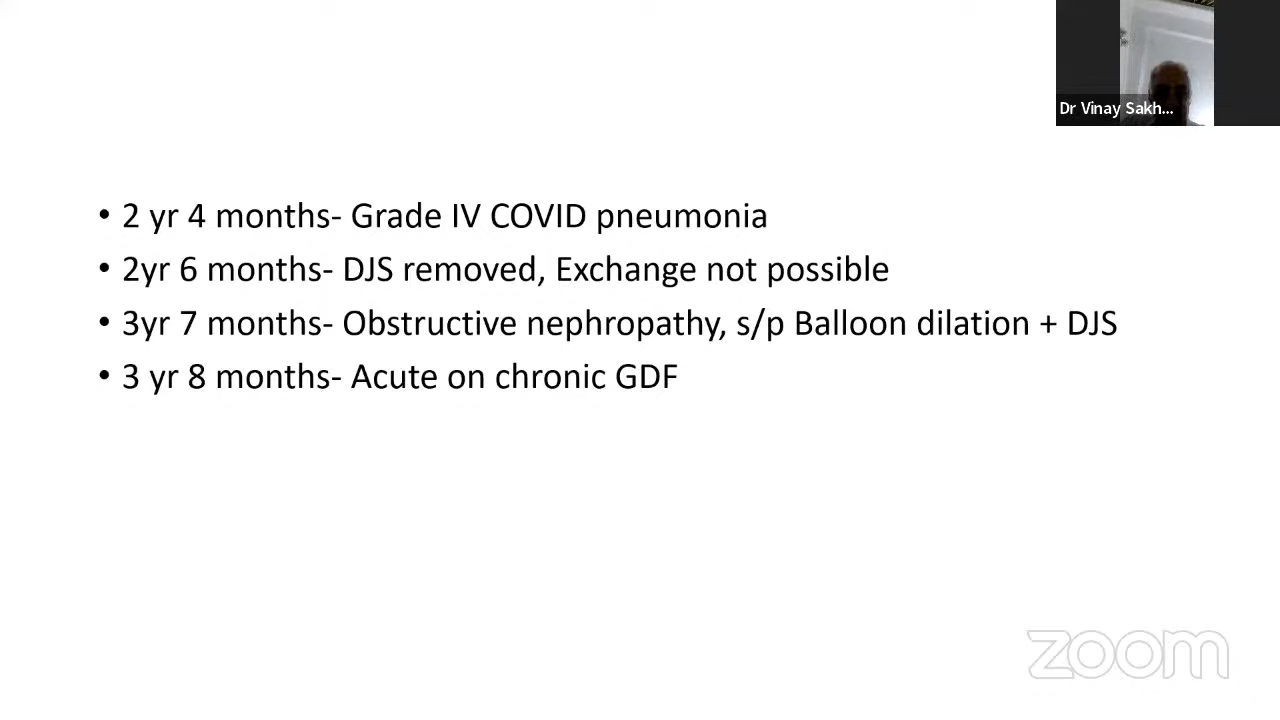 Dr Vinay Sakh...
• 2 yr 4 months- Grade IV COVID pneumonia
• 2yr 6 months- DJS removed, Exchange not possible
• 3yr 7 months- Obstructive nephropathy, s/p Balloon dilation + DJS
• 3 yr 8 months- Acute on chronic GDF
zoom